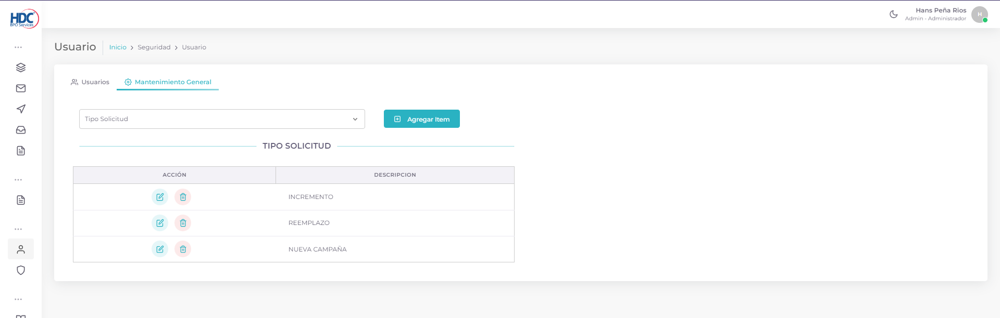 HDC
BPO Services
Hans Peña Rios
Admin - Administrador
H
Usuario
Inicio > Seguridad > Usuario
Usuarios
Mantenimiento General
Tipo Solicitud
Agregar Item
TIPO SOLICITUD
ACCIÓN DESCRIPCION
INCREMENTO
REEMPLAZO
NUEVA CAMPAÑA